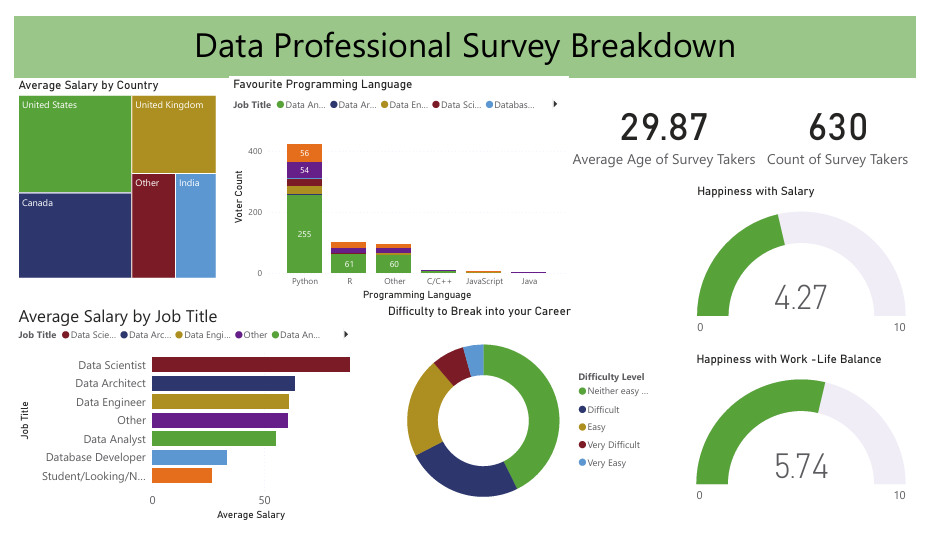 Data Professional Survey Breakdown
Average Salary by Country
United States
United Kingdom
Canada
Other
India
Favourite Programming Language
Job Title Data An... Data Ar... Data En... Data Sci... Databas...
Voter Count
400
200
0
56
54
255
61
60
Python R Other C/C++ JavaScript Java
Programming Language
29.87
Average Age of Survey Takers
630
Count of Survey Takers
Happiness with Salary
4.27
0 10
Average Salary by Job Title
Job Title Data Scie... Data Arc... Data Engi... Other Data An...
Job Title
Data Scientist
Data Architect
Data Engineer
Other
Data Analyst
Database Developer
Student/Looking/N...
0 50
Average Salary
Difficulty to Break into your Career
Difficulty Level
Neither easy ...
Difficult
Easy
Very Difficult
Very Easy
Happiness with Work -Life Balance
5.74
0 10